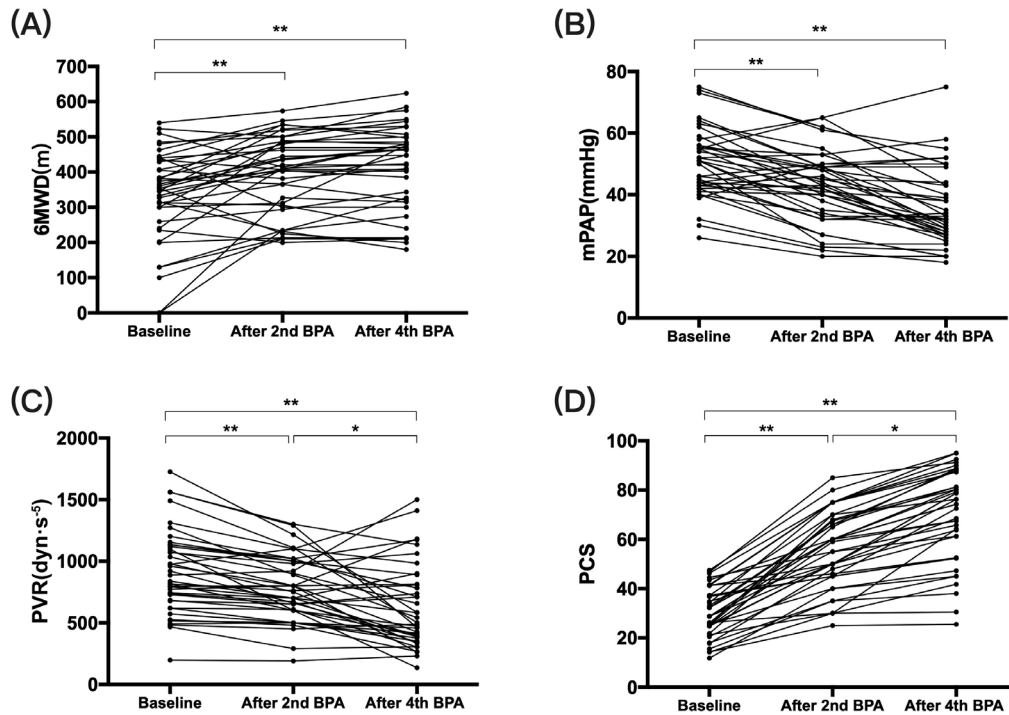 (A)
**
**
700
600
500
400
300
200
100
0
6MWD(m)
Baseline After 2nd BPA After 4th BPA
(B)
**
**
80
60
40
20
0
mPAP(mmHg)
Baseline After 2nd BPA After 4th BPA
(C)
**
** *
2000
1500
1000
500
0
PVR(dyn·s⁻⁵)
Baseline After 2nd BPA After 4th BPA
(D)
**
** *
100
80
60
40
20
0
PCS
Baseline After 2nd BPA After 4th BPA